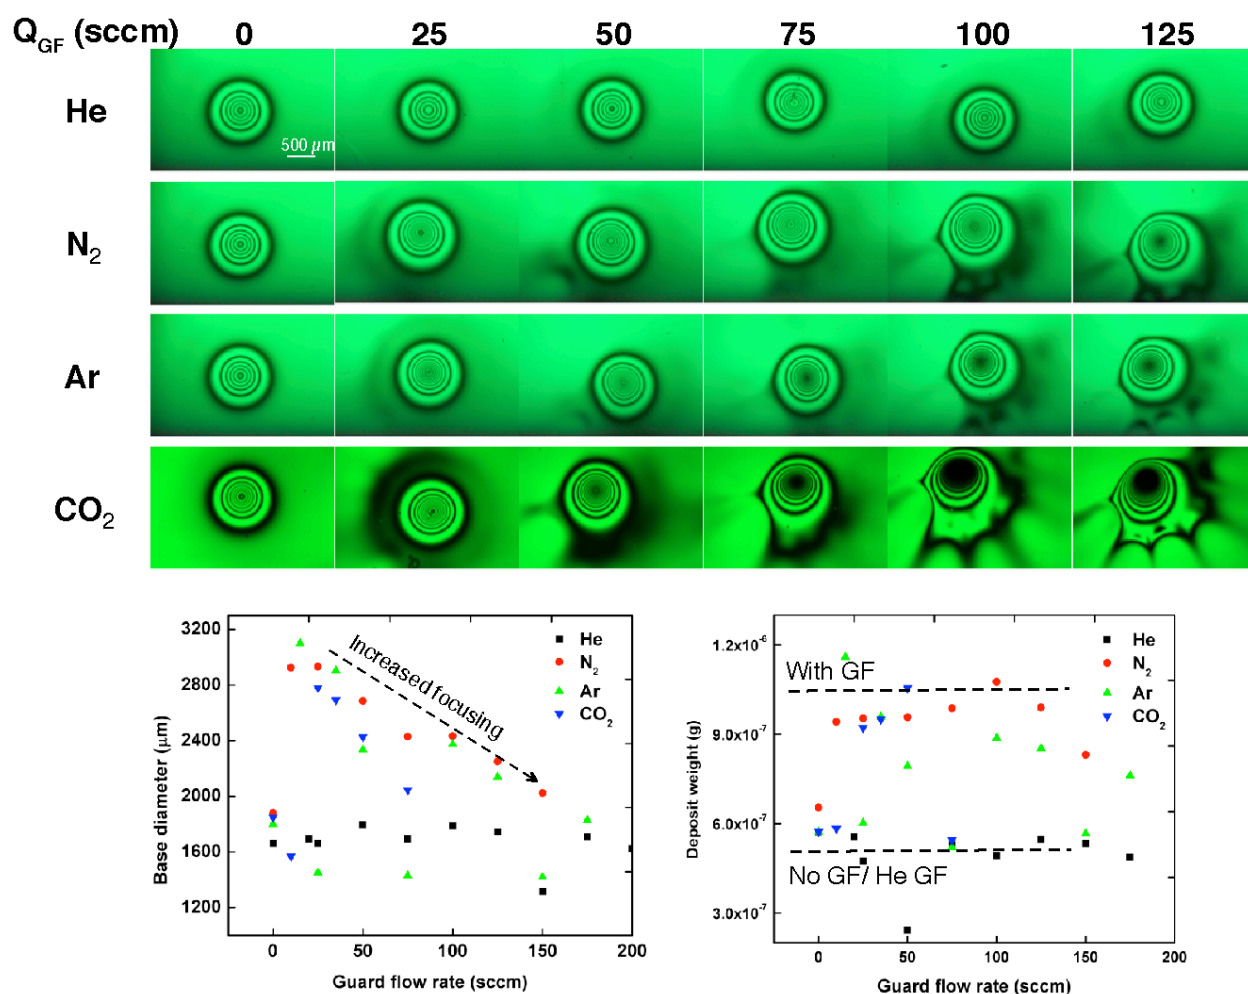 Q_GF (sccm) 0 25 50 75 100 125
He
500 µm
N₂
Ar
CO₂
3200
2800
2400
2000
1600
1200
Base diameter (µm)
0 50 100 150 200
Guard flow rate (sccm)
Increased focusing
He
N₂
Ar
CO₂
1.2x10⁻⁶
9.0x10⁻⁷
6.0x10⁻⁷
3.0x10⁻⁷
Deposit weight (g)
0 50 100 150 200
Guard flow rate (sccm)
With GF
No GF/ He GF
He
N₂
Ar
CO₂